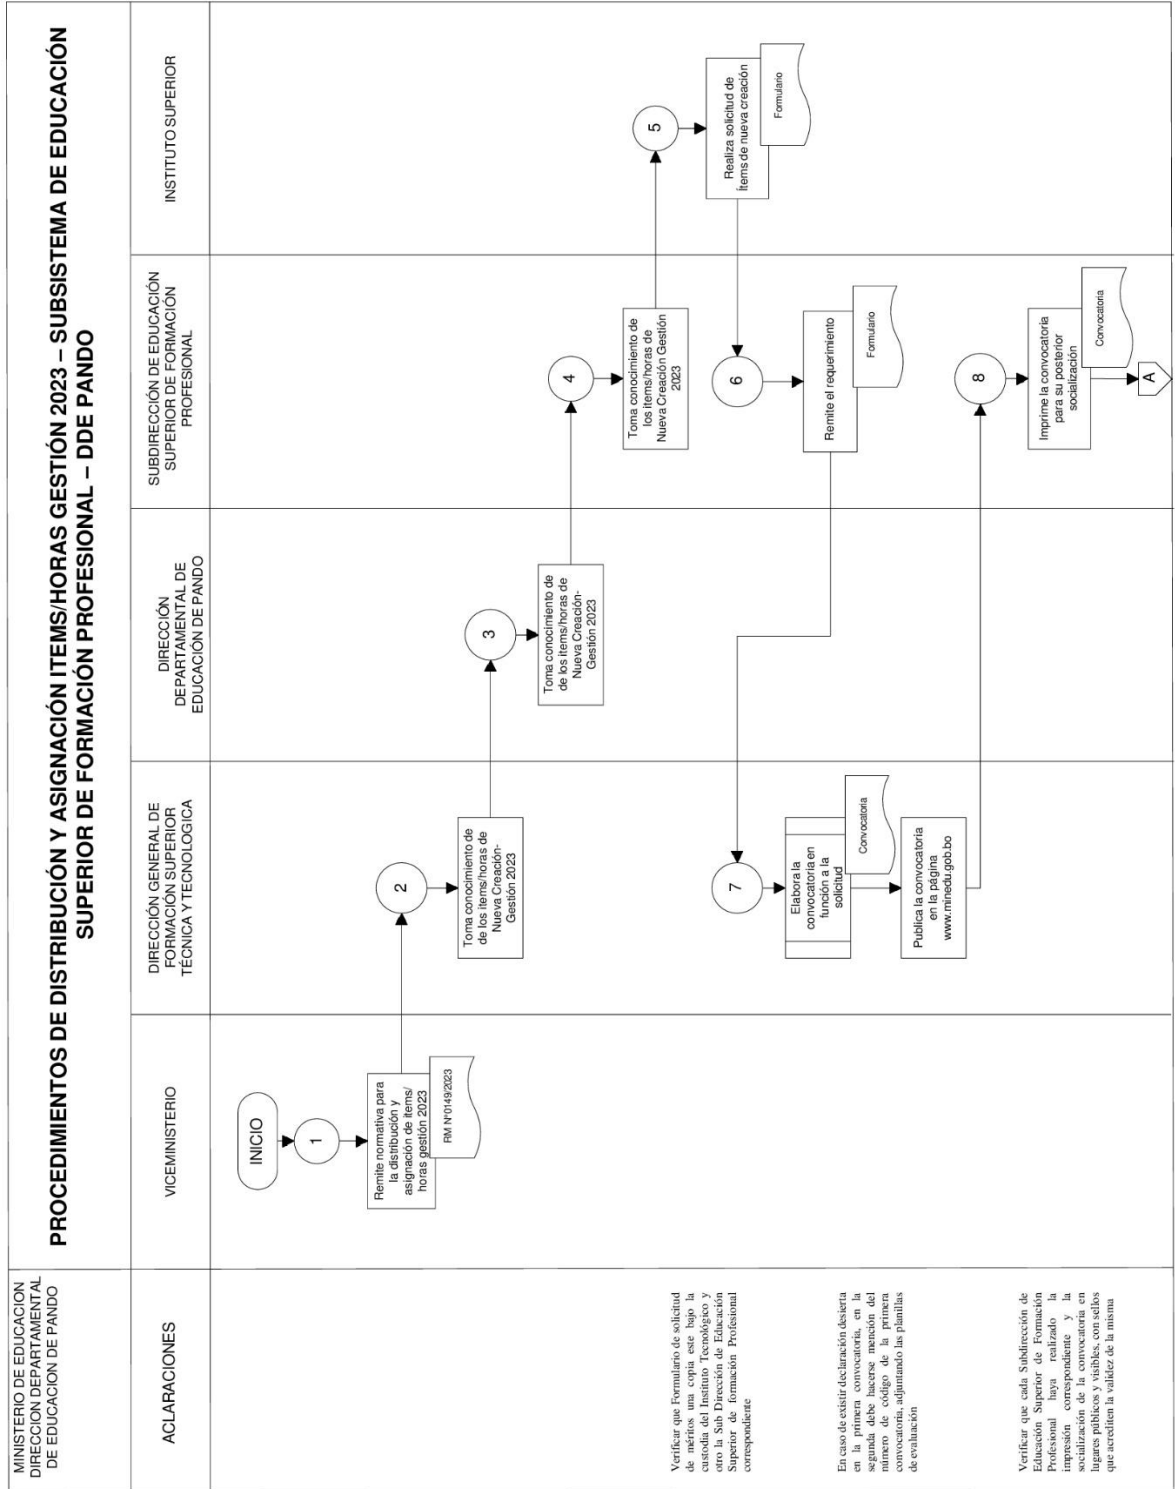 MINISTERIO DE EDUCACION
DIRECCION DEPARTAMENTAL
DE EDUCACION DE PANDO
PROCEDIMIENTOS DE DISTRIBUCIÓN Y ASIGNACIÓN ITEMS/HORAS GESTIÓN 2023 – SUBSISTEMA DE EDUCACIÓN
SUPERIOR DE FORMACIÓN PROFESIONAL – DDE PANDO
ACLARACIONES
VICEMINISTERIO
DIRECCIÓN GENERAL DE
FORMACIÓN SUPERIOR
TÉCNICA Y TECNOLOGICA
DIRECCIÓN
DEPARTAMENTAL DE
EDUCACIÓN DE PANDO
SUBDIRECCIÓN DE EDUCACIÓN
SUPERIOR DE FORMACIÓN
PROFESIONAL
INSTITUTO SUPERIOR
INICIO
1
Remite normativa para
la distribución y
asignación de items/
horas gestión 2023
RM N°0149/2023
2
Toma conocimiento de
de los items/horas de
Nueva Creación-
Gestión 2023
3
Toma conocimiento de
de los items/horas de
Nueva Creación-
Gestión 2023
4
Toma conocimiento de
los items/horas de
Nueva Creación Gestión
2023
5
Realiza solicitud de
Ítems de nueva creación
Formulario
6
Remite el requerimiento
Formulario
7
Elabora la
convocatoria en
función a la
solicitud
Convocatoria
Publica la convocatoria
en la página
www.minedu.gob.bo
8
Imprime la convocatoria
para su posterior
socialización
Convocatoria
A
Verificar que Formulario de solicitud
de méritos una copia este bajo la
custodia del Instituto Tecnológico y
otro la Sub Dirección de Educación
Superior de formación Profesional
correspondiente
En caso de existir declaración desierta
en la primera convocatoria, en la
segunda debe hacerse mención del
número de código de la primera
convocatoria, adjuntando las planillas
de evaluación
Verificar que cada Subdirección de
Educación Superior de Formación
Profesional haya realizado la
impresión correspondiente y la
socialización de la convocatoria en
lugares públicos y visibles, con sellos
que acrediten la validez de la misma